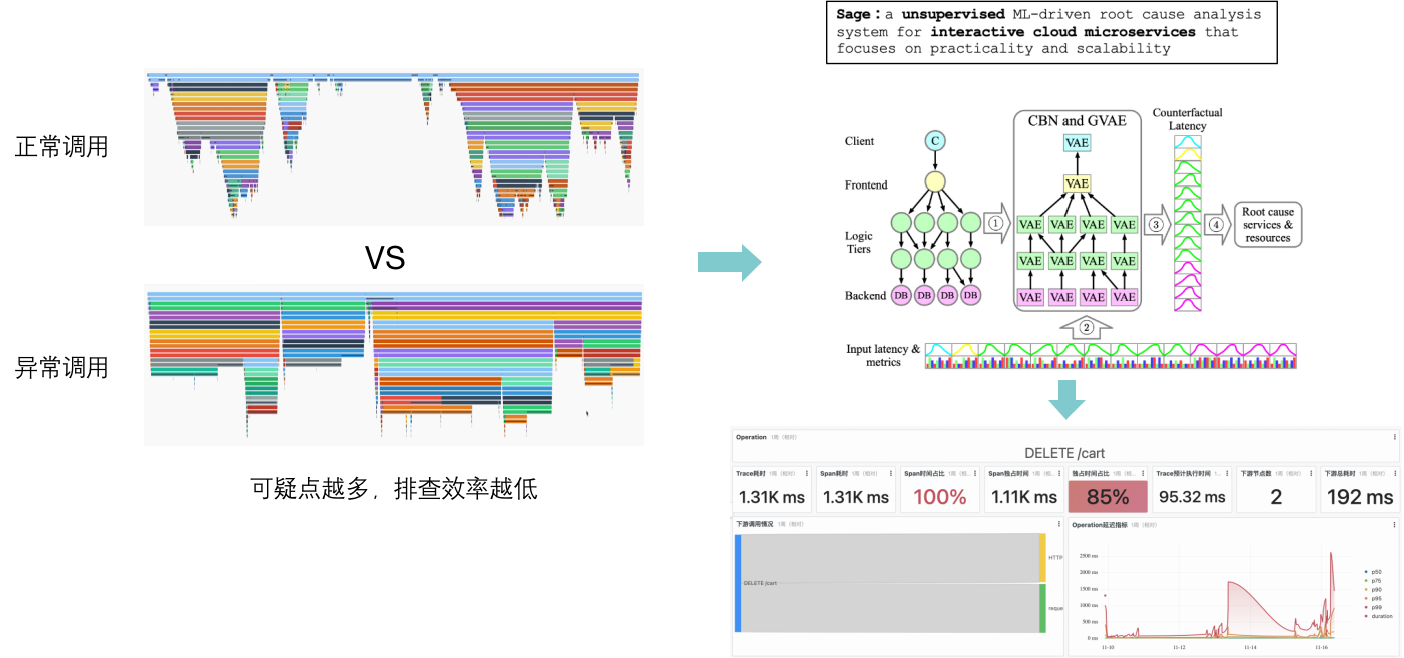 正常调用
VS
异常调用
可疑点越多，排查效率越低
Sage：a unsupervised ML-driven root cause analysis
system for interactive cloud microservices that
focuses on practicality and scalability
Client
Frontend
Logic
Tiers
Backend
C
DB DB DB DB
①
CBN and GVAE
VAE
VAE
VAE VAE VAE VAE
VAE VAE VAE VAE
VAE VAE VAE VAE
②
Input latency &
metrics
③
Counterfactual
Latency
④
Root cause
services &
resources
Operation 1周（相对）
DELETE /cart
Trace耗时 1周（相对）
1.31K ms
Span耗时 1周（相对）
1.31K ms
Span时间占比 1周（相...
100%
Span独占时间 1周（相...
1.11K ms
独占时间占比 1周（相...
85%
Trace预计执行时间 1...
95.32 ms
下游节点数 1周（相对）
2
下游总耗时 1周（相对）
192 ms
下游调用情况 1周（相对）
DELETE /cart
HTTP
reque
Operation延迟指标 1周（相对）
2500 ms
2000 ms
1500 ms
1000 ms
500 ms
0 ms
11-10 11-12 11-14 11-16
p50
p75
p90
p95
p99
duration